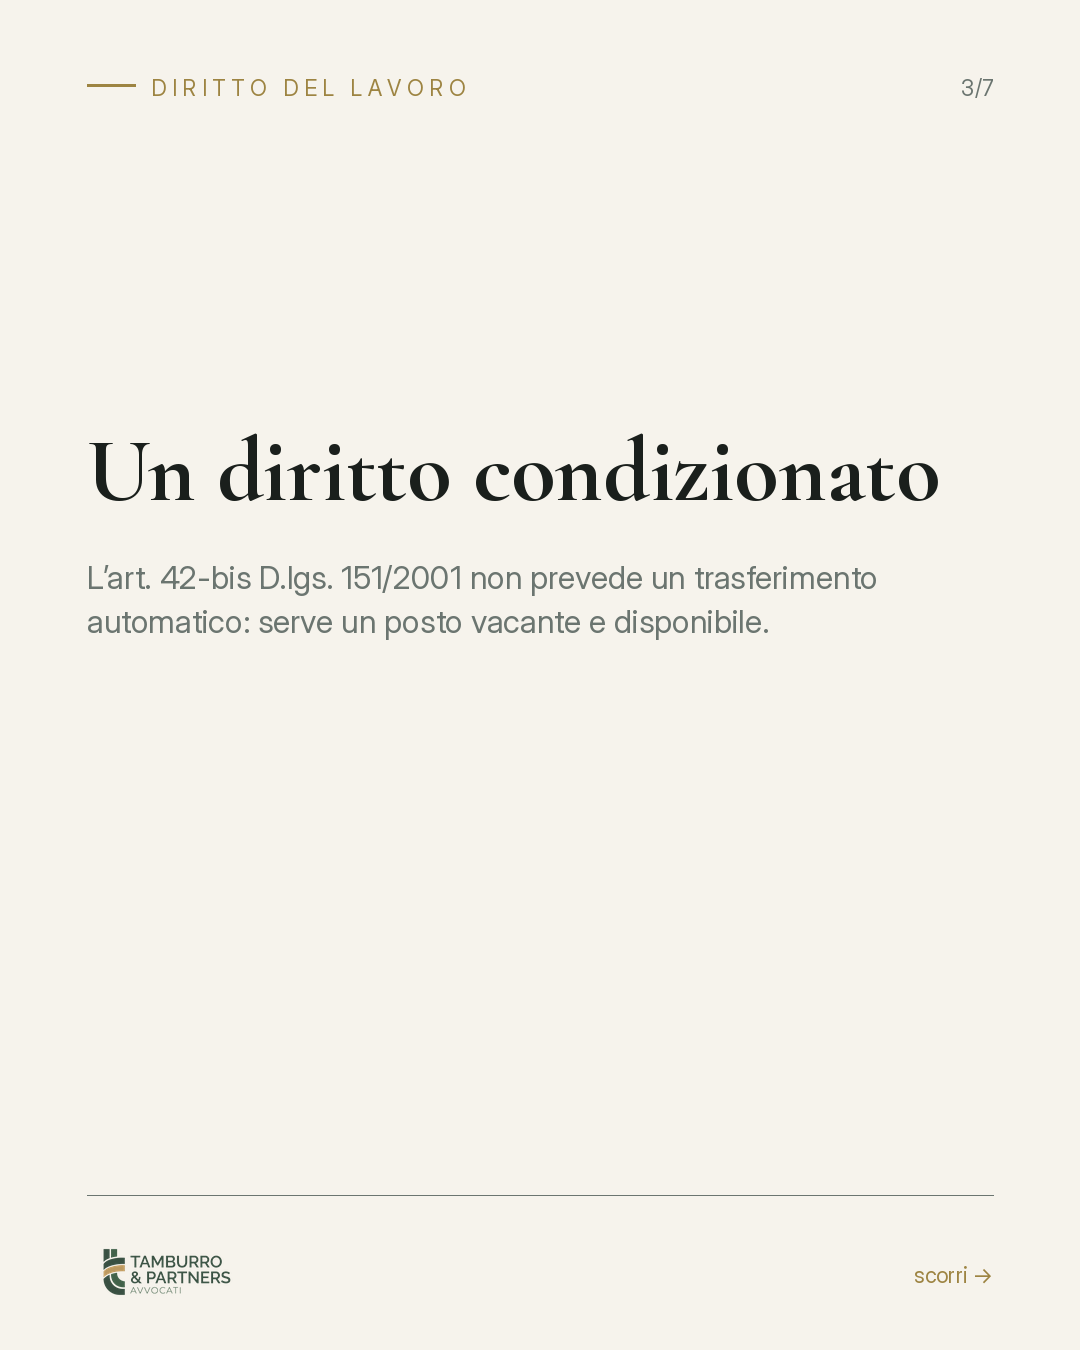 DIRITTO DEL LAVORO
3/7
Un diritto condizionato
L’art. 42-bis D.lgs. 151/2001 non prevede un trasferimento
automatico: serve un posto vacante e disponibile.
TAMBURRO
& PARTNERS
AVVOCATI
scorri →